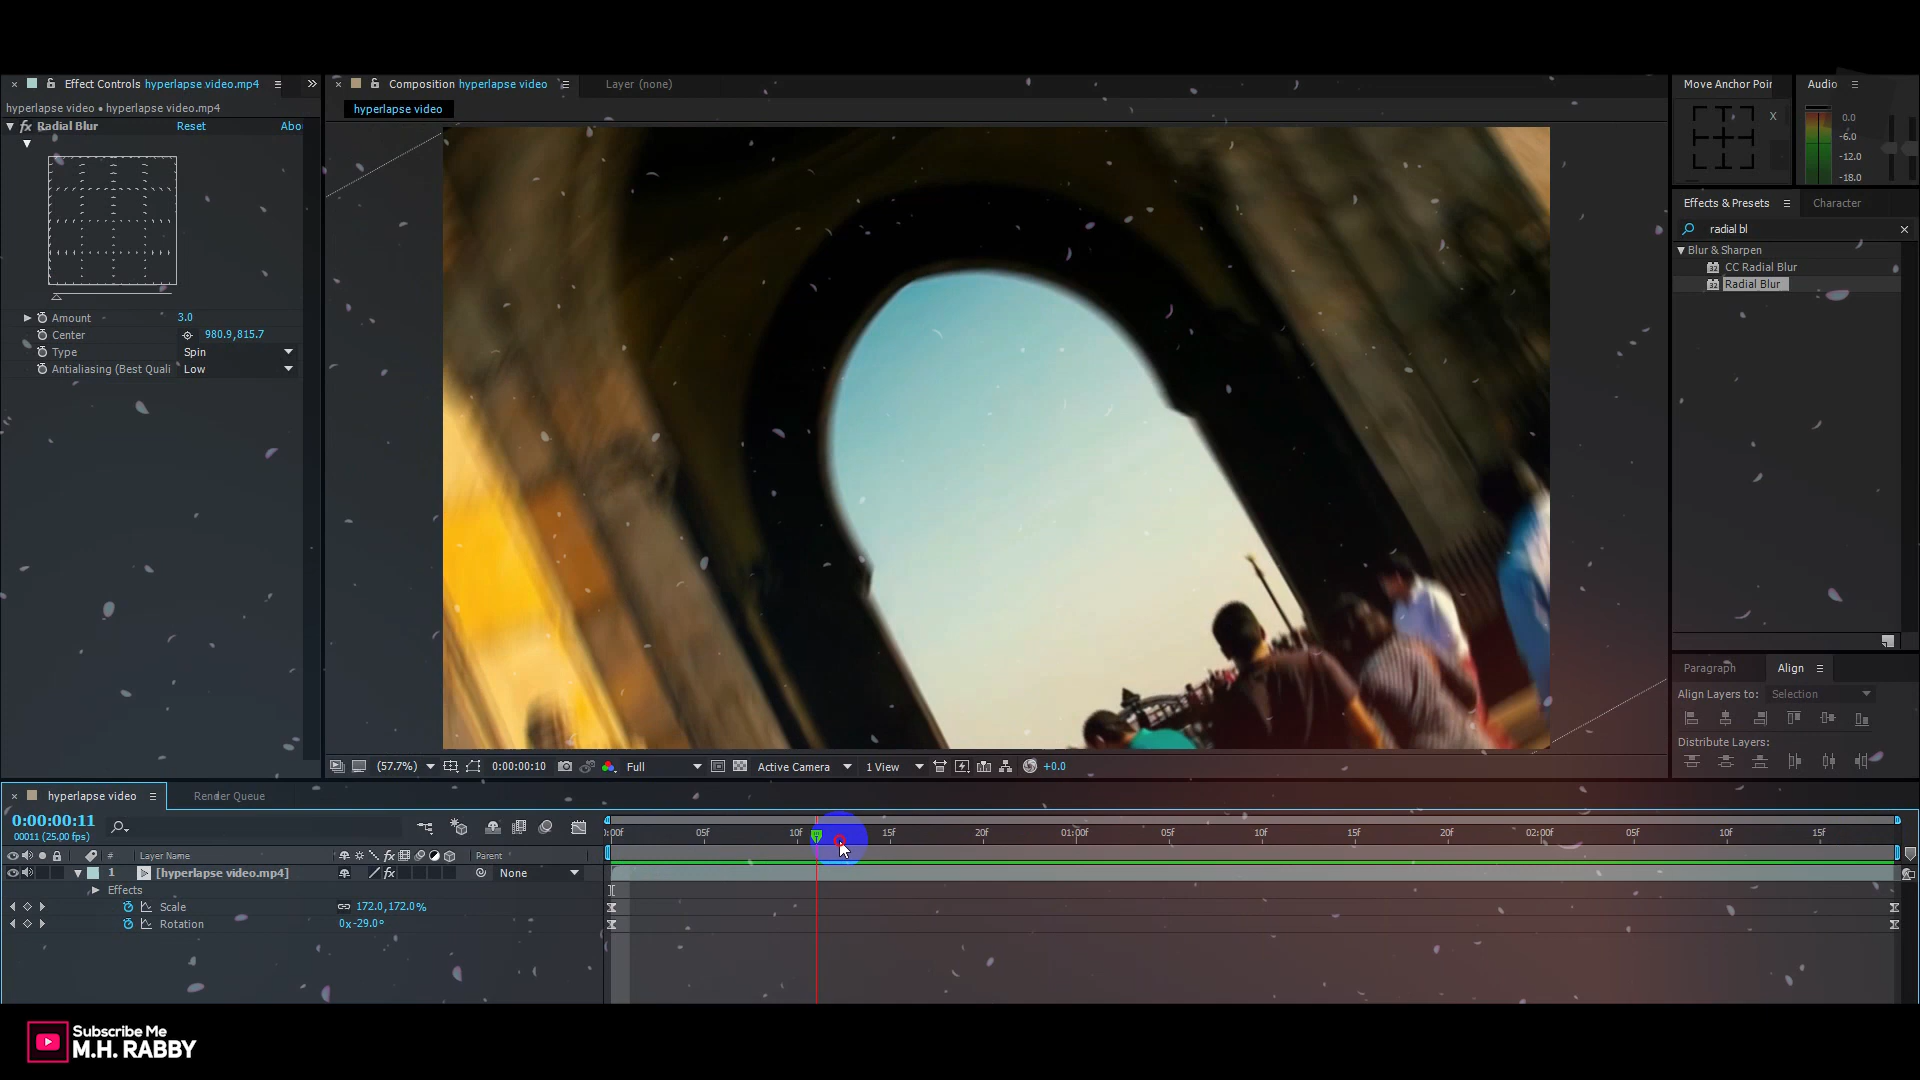 Effect Controls hyperlapse video.mp4
hyperlapse video • hyperlapse video.mp4
fx Radial Blur Reset Abo
Amount 3.0
Center 980.9,815.7
Type Spin
Antialiasing (Best Quali Low
Composition hyperlapse video
Layer (none)
hyperlapse video
(57.7%) 0:00:00:10 Full Active Camera 1 View +0.0
Move Anchor Poir
X
Audio
0.0
-6.0
-12.0
-18.0
Effects & Presets
Character
radial bl
Blur & Sharpen
32 CC Radial Blur
32 Radial Blur
Paragraph
Align
Align Layers to: Selection
Distribute Layers:
hyperlapse video
Render Queue
0:00:00:11
00011 (25.00 fps)
# Layer Name fx Parent
1 [hyperlapse video.mp4] fx None
Effects
Scale 172.0,172.0%
Rotation 0x-29.0°
:00f 05f 10f 15f 20f 01:00f 05f 10f 15f 20f 02:00f 05f 10f 15f
Subscribe Me
M.H. RABBY